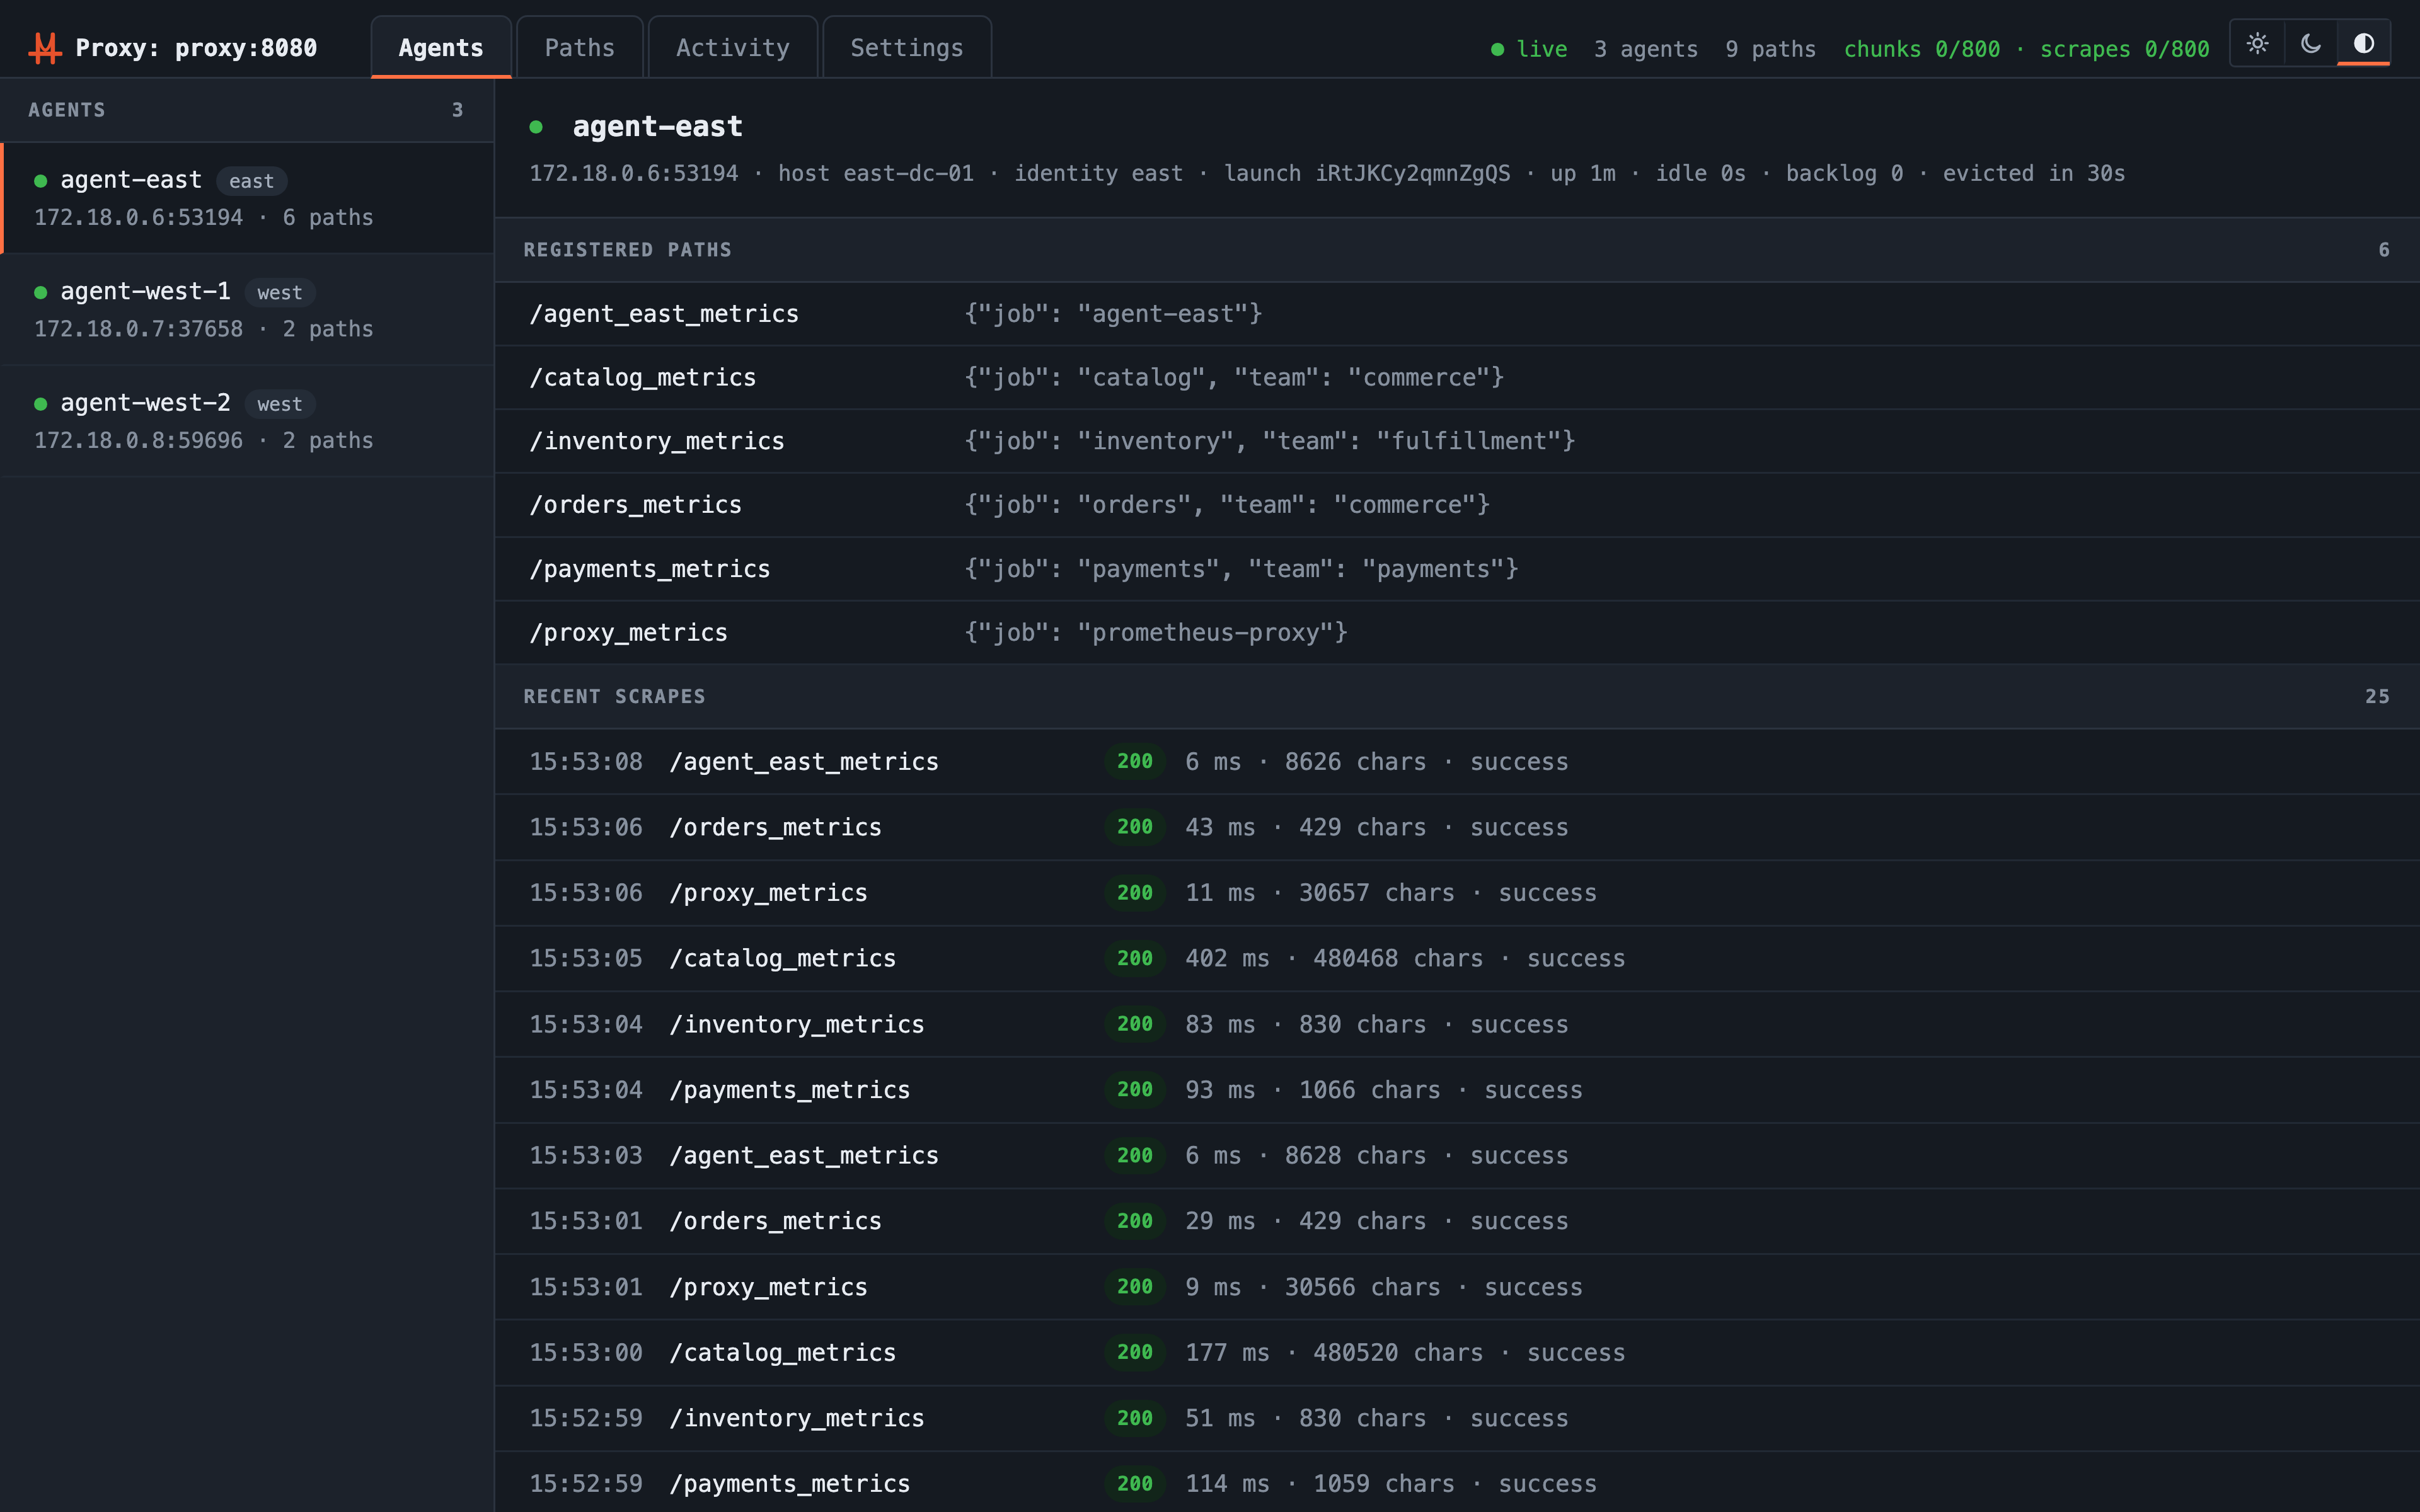 Proxy: proxy:8080 Agents Paths Activity Settings live 3 agents 9 paths chunks 0/800 · scrapes 0/800
AGENTS 3
agent-east east
172.18.0.6:53194 · 6 paths
agent-west-1 west
172.18.0.7:37658 · 2 paths
agent-west-2 west
172.18.0.8:59696 · 2 paths
agent-east
172.18.0.6:53194 · host east-dc-01 · identity east · launch iRtJKCy2qmnZgQS · up 1m · idle 0s · backlog 0 · evicted in 30s
REGISTERED PATHS 6
/agent_east_metrics {"job": "agent-east"}
/catalog_metrics {"job": "catalog", "team": "commerce"}
/inventory_metrics {"job": "inventory", "team": "fulfillment"}
/orders_metrics {"job": "orders", "team": "commerce"}
/payments_metrics {"job": "payments", "team": "payments"}
/proxy_metrics {"job": "prometheus-proxy"}
RECENT SCRAPES 25
15:53:08 /agent_east_metrics 200 6 ms · 8626 chars · success
15:53:06 /orders_metrics 200 43 ms · 429 chars · success
15:53:06 /proxy_metrics 200 11 ms · 30657 chars · success
15:53:05 /catalog_metrics 200 402 ms · 480468 chars · success
15:53:04 /inventory_metrics 200 83 ms · 830 chars · success
15:53:04 /payments_metrics 200 93 ms · 1066 chars · success
15:53:03 /agent_east_metrics 200 6 ms · 8628 chars · success
15:53:01 /orders_metrics 200 29 ms · 429 chars · success
15:53:01 /proxy_metrics 200 9 ms · 30566 chars · success
15:53:00 /catalog_metrics 200 177 ms · 480520 chars · success
15:52:59 /inventory_metrics 200 51 ms · 830 chars · success
15:52:59 /payments_metrics 200 114 ms · 1059 chars · success